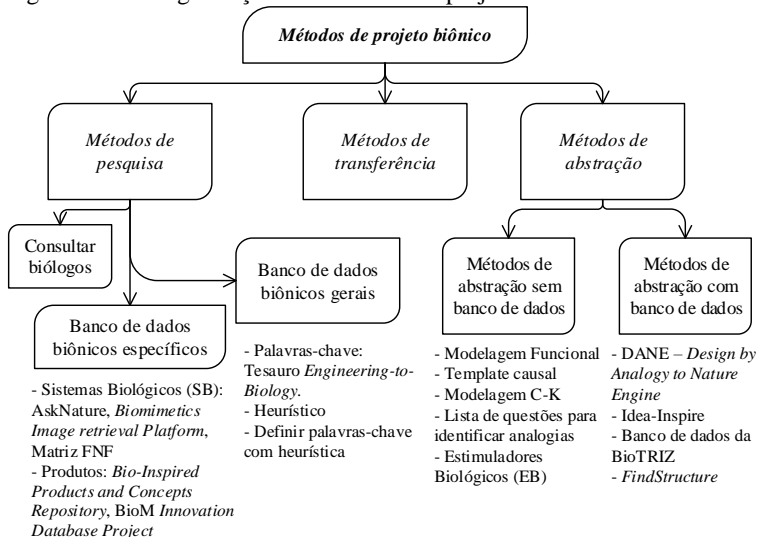 Métodos de projeto biônico
Métodos de
pesquisa
Métodos de
transferência
Métodos de
abstração
Consultar
biólogos
Banco de dados
biônicos específicos
- Sistemas Biológicos (SB):
AskNature, Biomimetics
Image retrieval Platform,
Matriz FNF
- Produtos: Bio-Inspired
Products and Concepts
Repository, BioM Innovation
Database Project
Banco de dados
biônicos gerais
- Palavras-chave:
Tesauro Engineering-to-
Biology.
- Heurístico
- Definir palavras-chave
com heurística
Métodos de
abstração sem
banco de dados
- Modelagem Funcional
- Template causal
- Modelagem C-K
- Lista de questões para
identificar analogias
- Estimuladores
Biológicos (EB)
Métodos de
abstração com
banco de dados
- DANE – Design by
Analogy to Nature
Engine
- Idea-Inspire
- Banco de dados da
BioTRIZ
- FindStructure